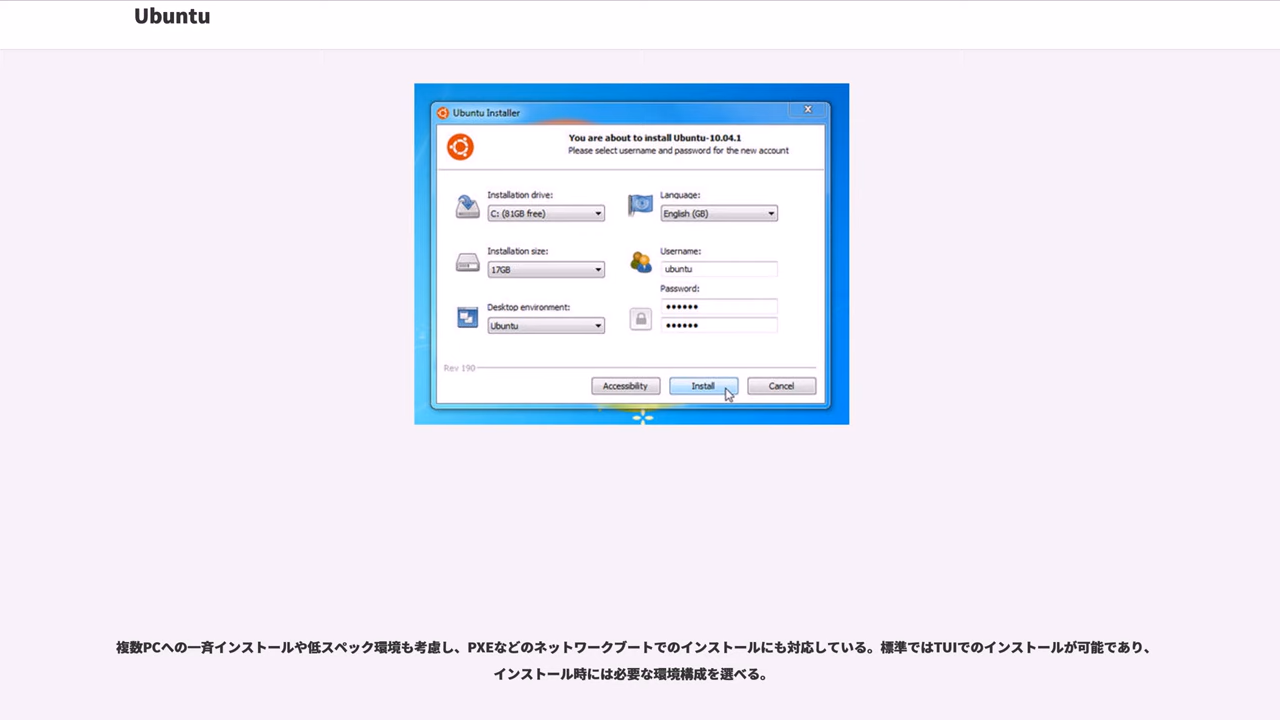 Ubuntu
Ubuntu Installer
You are about to install Ubuntu-10.04.1
Please select username and password for the new account
Installation drive:
C: (81GB free)
Language:
English (GB)
Installation size:
17GB
Username:
ubuntu
Password:
••••••
Desktop environment:
Ubuntu
••••••
Rev 190
Accessibility
Install
Cancel
複数PCへの一斉インストールや低スペック環境も考慮し、PXEなどのネットワークブートでのインストールにも対応している。標準ではTUIでのインストールが可能であり、
インストール時には必要な環境構成を選べる。